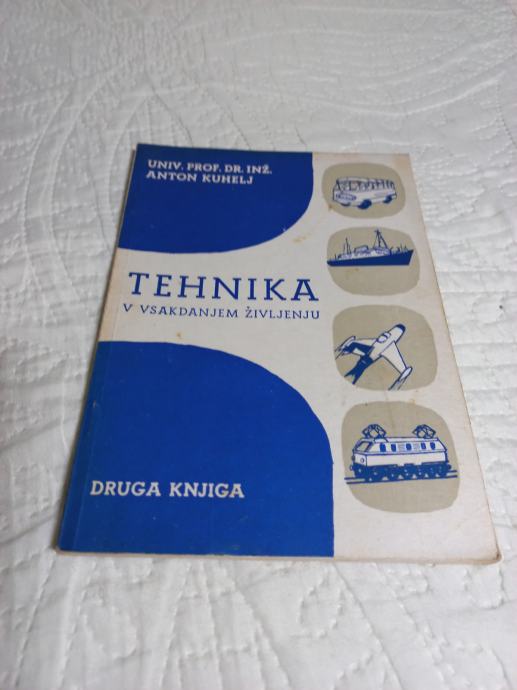 UNIV. PROF. DR. INŽ.
ANTON KUHELJ
TEHNIKA
V VSAKDANJEM ŽIVLJENJU
DRUGA KNJIGA